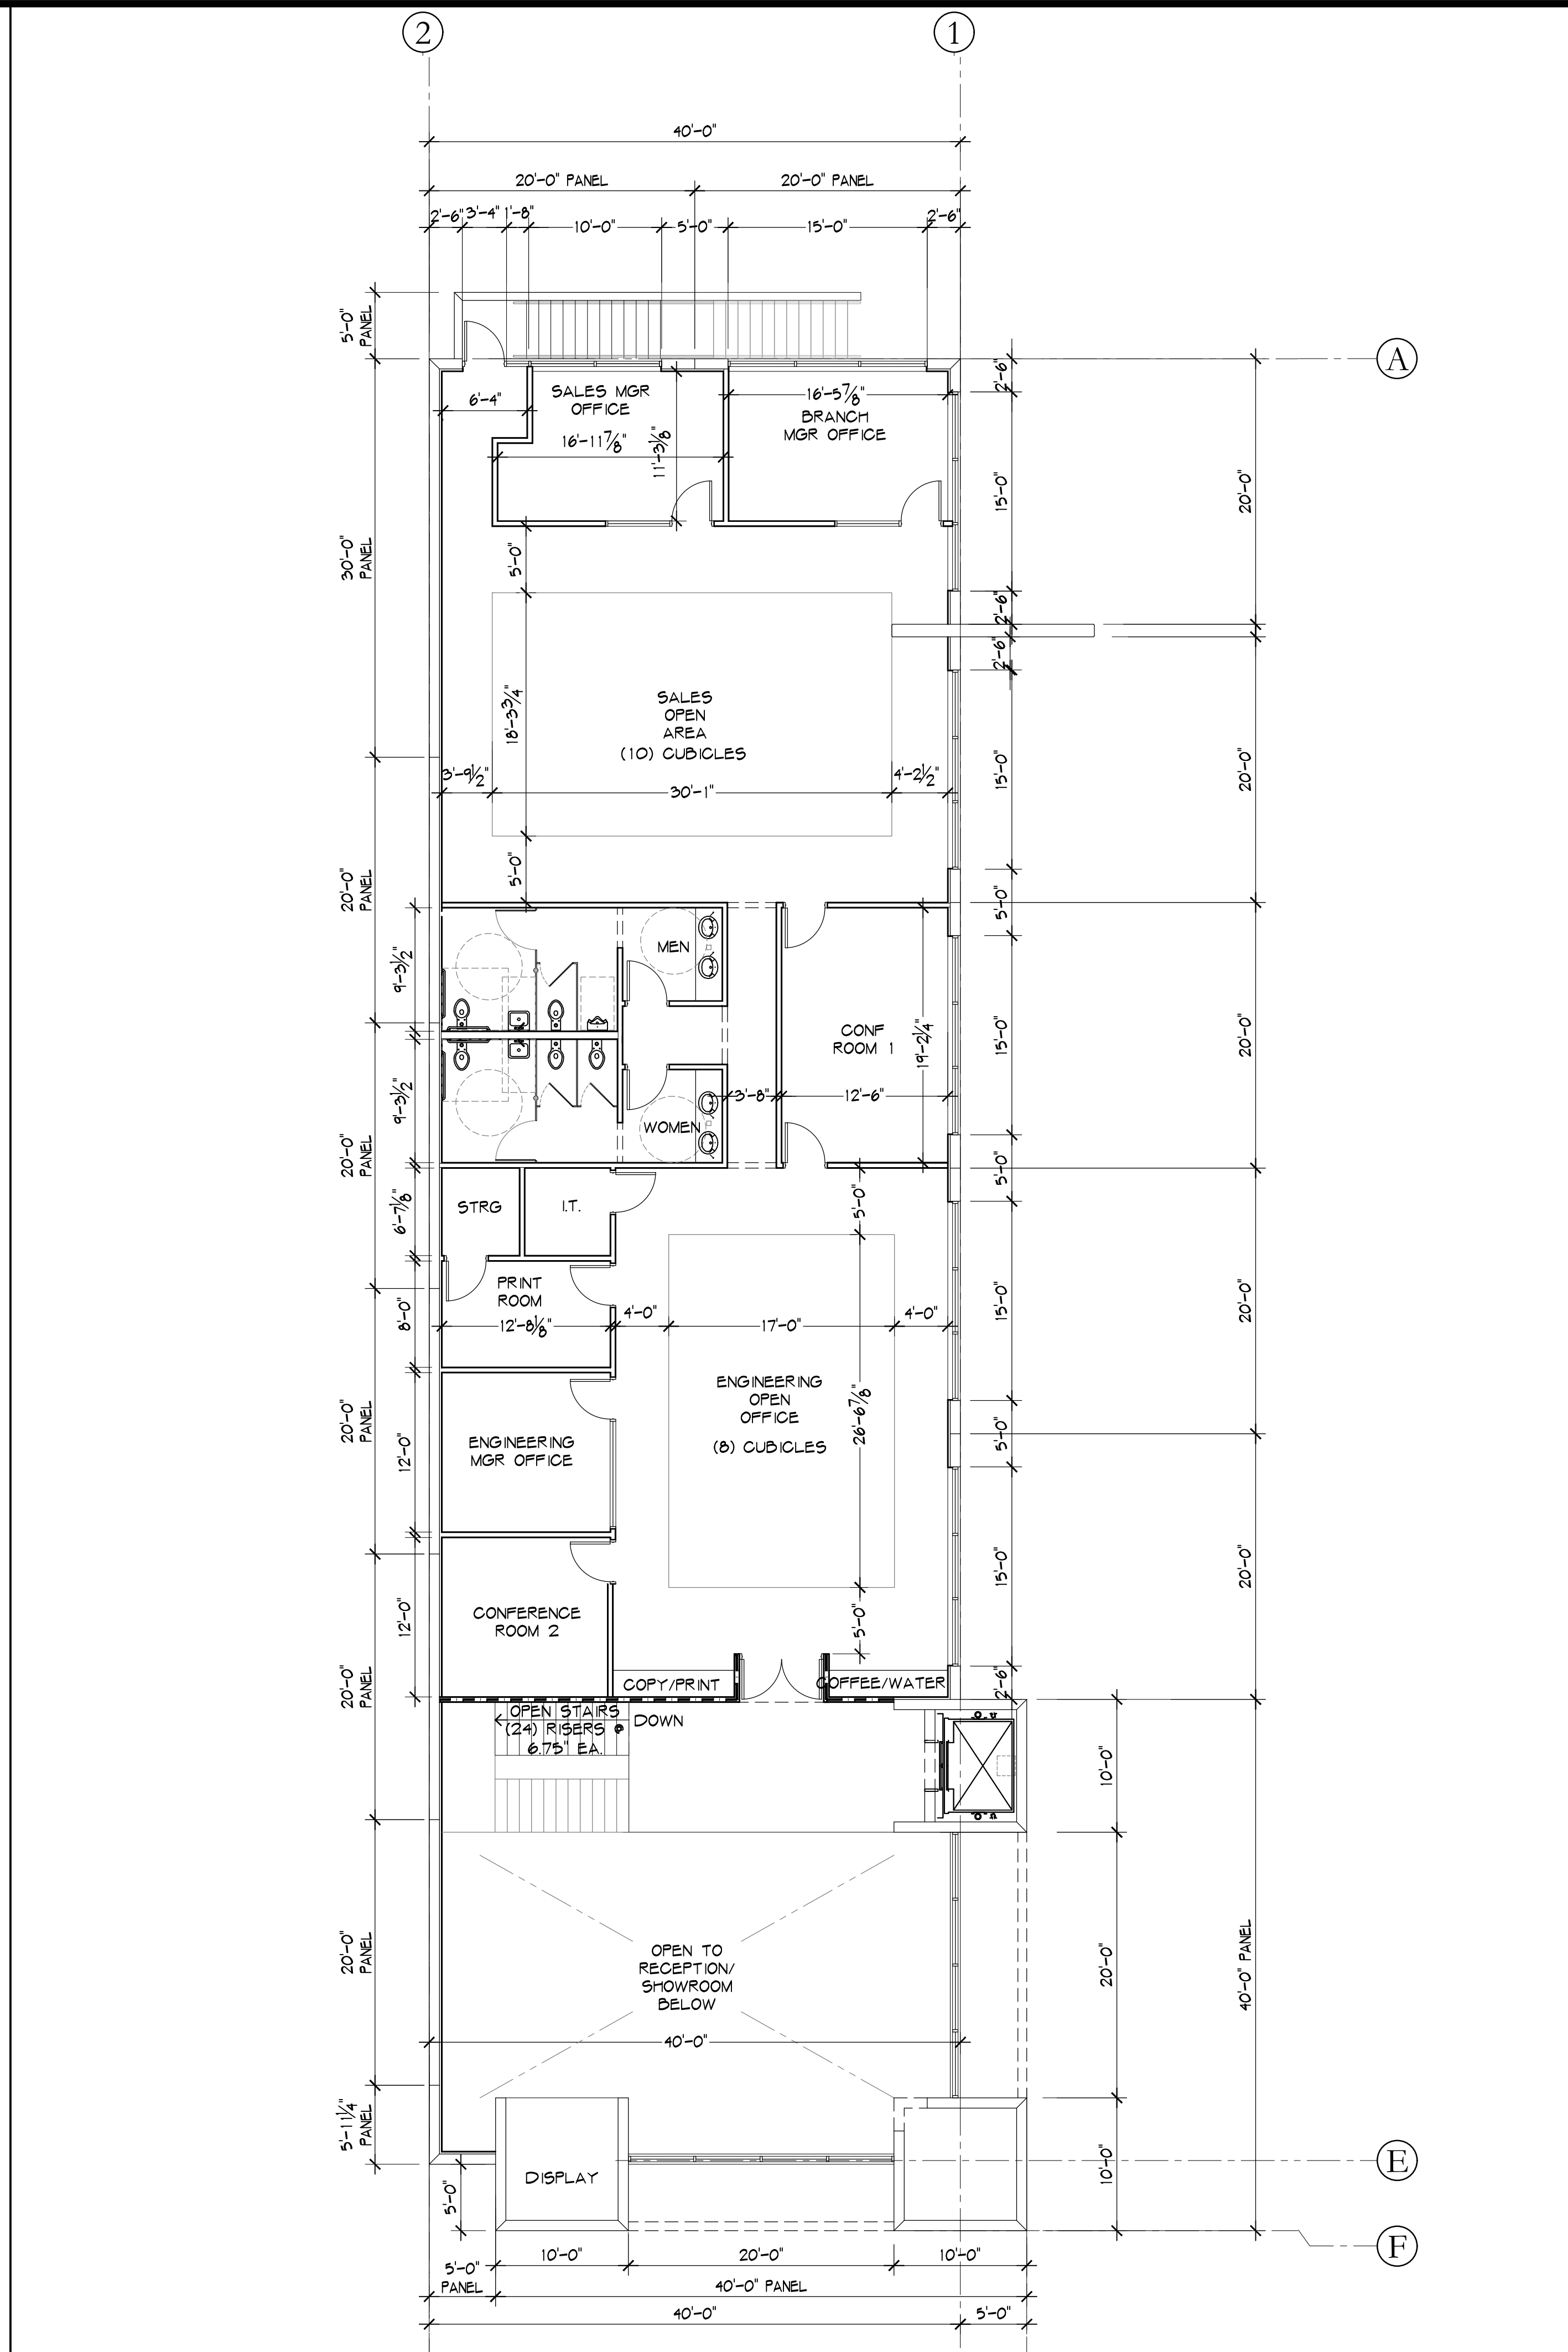 2
1
40'-0"
20'-0" PANEL
20'-0" PANEL
2'-6"
3'-4"
1'-8"
10'-0"
5'-0"
15'-0"
2'-6"
5'-0"
PANEL
A
2'-6"
6'-4"
SALES MGR
OFFICE
16'-11 7/8"
11'-3 1/8"
16'-5 7/8"
BRANCH
MGR OFFICE
15'-0"
20'-0"
30'-0"
PANEL
5'-0"
2'-6"
2'-6"
18'-3 3/4"
SALES
OPEN
AREA
(10) CUBICLES
3'-9 1/2"
30'-1"
4'-2 1/2"
15'-0"
20'-0"
5'-0"
20'-0"
PANEL
5'-0"
9'-3 1/2"
MEN
CONF
ROOM 1
19'-2 1/4"
15'-0"
20'-0"
9'-3 1/2"
3'-8"
12'-6"
WOMEN
20'-0"
PANEL
5'-0"
6'-7 1/8"
STRG
I.T.
5'-0"
PRINT
ROOM
8'-0"
12'-8 1/8"
4'-0"
17'-0"
4'-0"
15'-0"
20'-0"
ENGINEERING
OPEN
OFFICE
(8) CUBICLES
26'-6 7/8"
20'-0"
PANEL
12'-0"
ENGINEERING
MGR OFFICE
5'-0"
15'-0"
20'-0"
12'-0"
CONFERENCE
ROOM 2
5'-0"
20'-0"
PANEL
COPY/PRINT
COFFEE/WATER
2'-6"
OPEN STAIRS
(24) RISERS @
6.75" EA.
DOWN
10'-0"
20'-0"
PANEL
OPEN TO
RECEPTION/
SHOWROOM
BELOW
40'-0"
20'-0"
40'-0" PANEL
5'-11 1/4"
PANEL
DISPLAY
5'-0"
10'-0"
E
F
10'-0"
20'-0"
10'-0"
5'-0"
PANEL
40'-0" PANEL
40'-0"
5'-0"